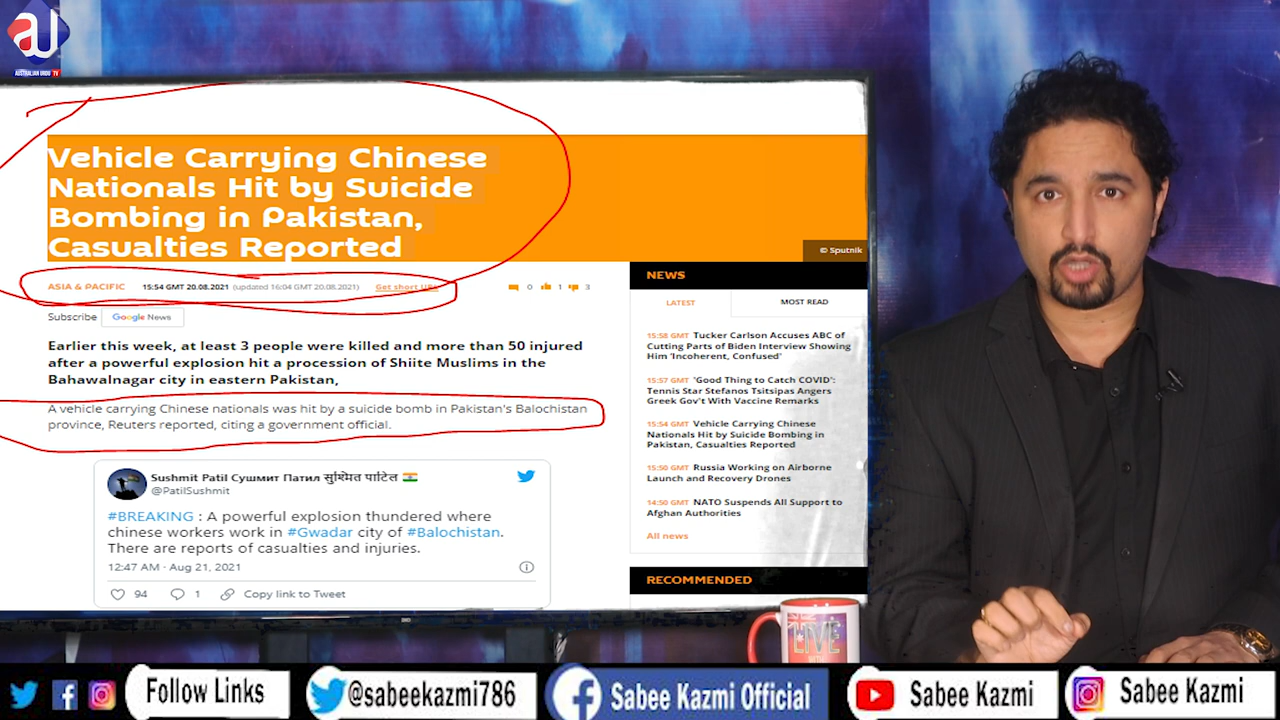 aU
AUSTRALIAN URDU TV
Vehicle Carrying Chinese
Nationals Hit by Suicide
Bombing in Pakistan,
Casualties Reported
© Sputnik
ASIA & PACIFIC 15:54 GMT 20.08.2021 (updated 16:04 GMT 20.08.2021) Get short URL
0 1 3
Subscribe Google News
Earlier this week, at least 3 people were killed and more than 50 injured
after a powerful explosion hit a procession of Shiite Muslims in the
Bahawalnagar city in eastern Pakistan,
A vehicle carrying Chinese nationals was hit by a suicide bomb in Pakistan's Balochistan
province, Reuters reported, citing a government official.
Sushmit Patil Сушмит Патил सुश्मित पाटिल
@PatilSushmit
#BREAKING : A powerful explosion thundered where
chinese workers work in #Gwadar city of #Balochistan.
There are reports of casualties and injuries.
12:47 AM · Aug 21, 2021
94 1 Copy link to Tweet
NEWS
LATEST MOST READ
15:58 GMT Tucker Carlson Accuses ABC of
Cutting Parts of Biden Interview Showing
Him 'Incoherent, Confused'
15:57 GMT 'Good Thing to Catch COVID':
Tennis Star Stefanos Tsitsipas Angers
Greek Gov't With Vaccine Remarks
15:54 GMT Vehicle Carrying Chinese
Nationals Hit by Suicide Bombing in
Pakistan, Casualties Reported
15:50 GMT Russia Working on Airborne
Launch and Recovery Drones
14:50 GMT NATO Suspends All Support to
Afghan Authorities
All news
RECOMMENDED
LIVE
WITH
Follow Links
@sabeekazmi786
Sabee Kazmi Official
Sabee Kazmi
Sabee Kazmi